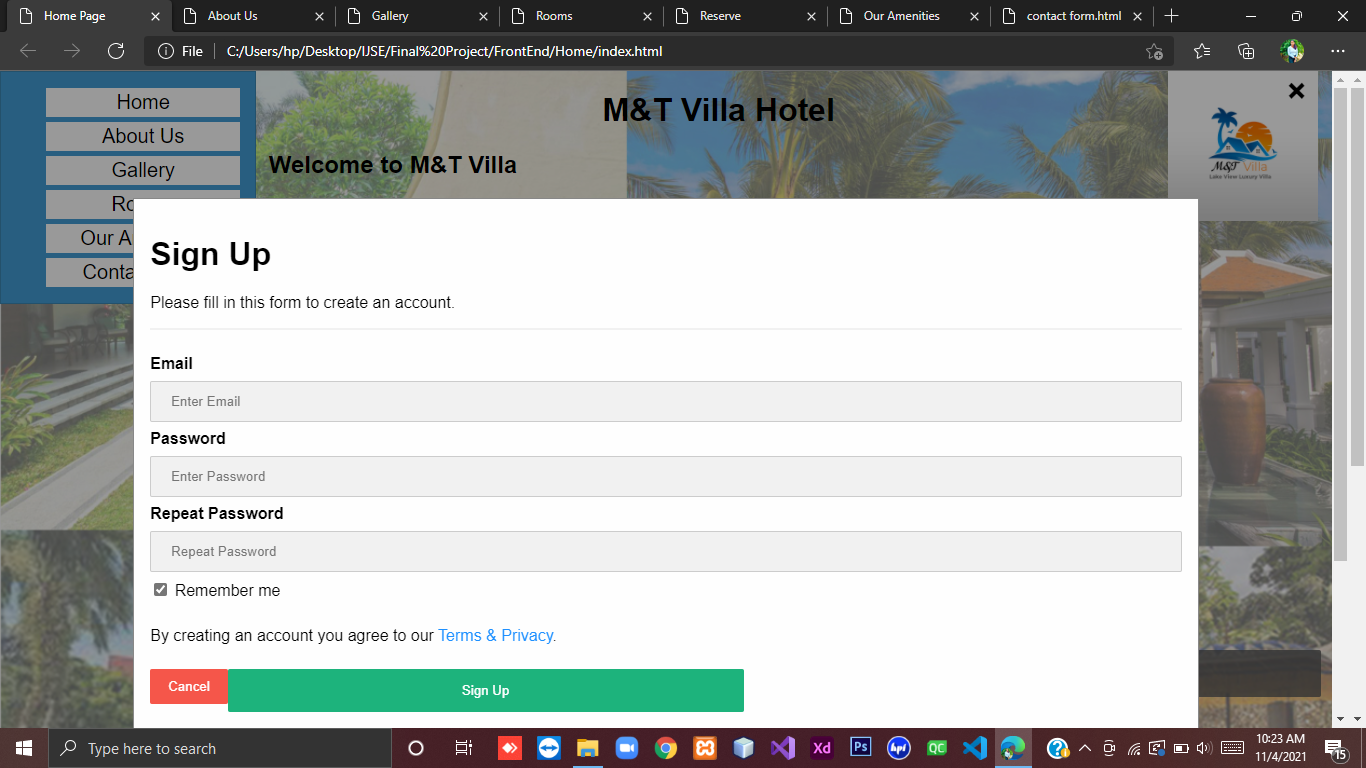 Home Page
About Us
Gallery
Rooms
Reserve
Our Amenities
contact form.html
File
C:/Users/hp/Desktop/IJSE/Final%20Project/FrontEnd/Home/index.html
Home
About Us
Gallery
Ro
Our A
Conta
M&T Villa Hotel
Welcome to M&T Villa
M&T Villa
Lake View Luxury Villa
Sign Up
Please fill in this form to create an account.
Email
Enter Email
Password
Enter Password
Repeat Password
Repeat Password
Remember me
By creating an account you agree to our Terms & Privacy.
Cancel
Sign Up
Type here to search
Xd
Ps
hpf
QC
10:23 AM
11/4/2021
15